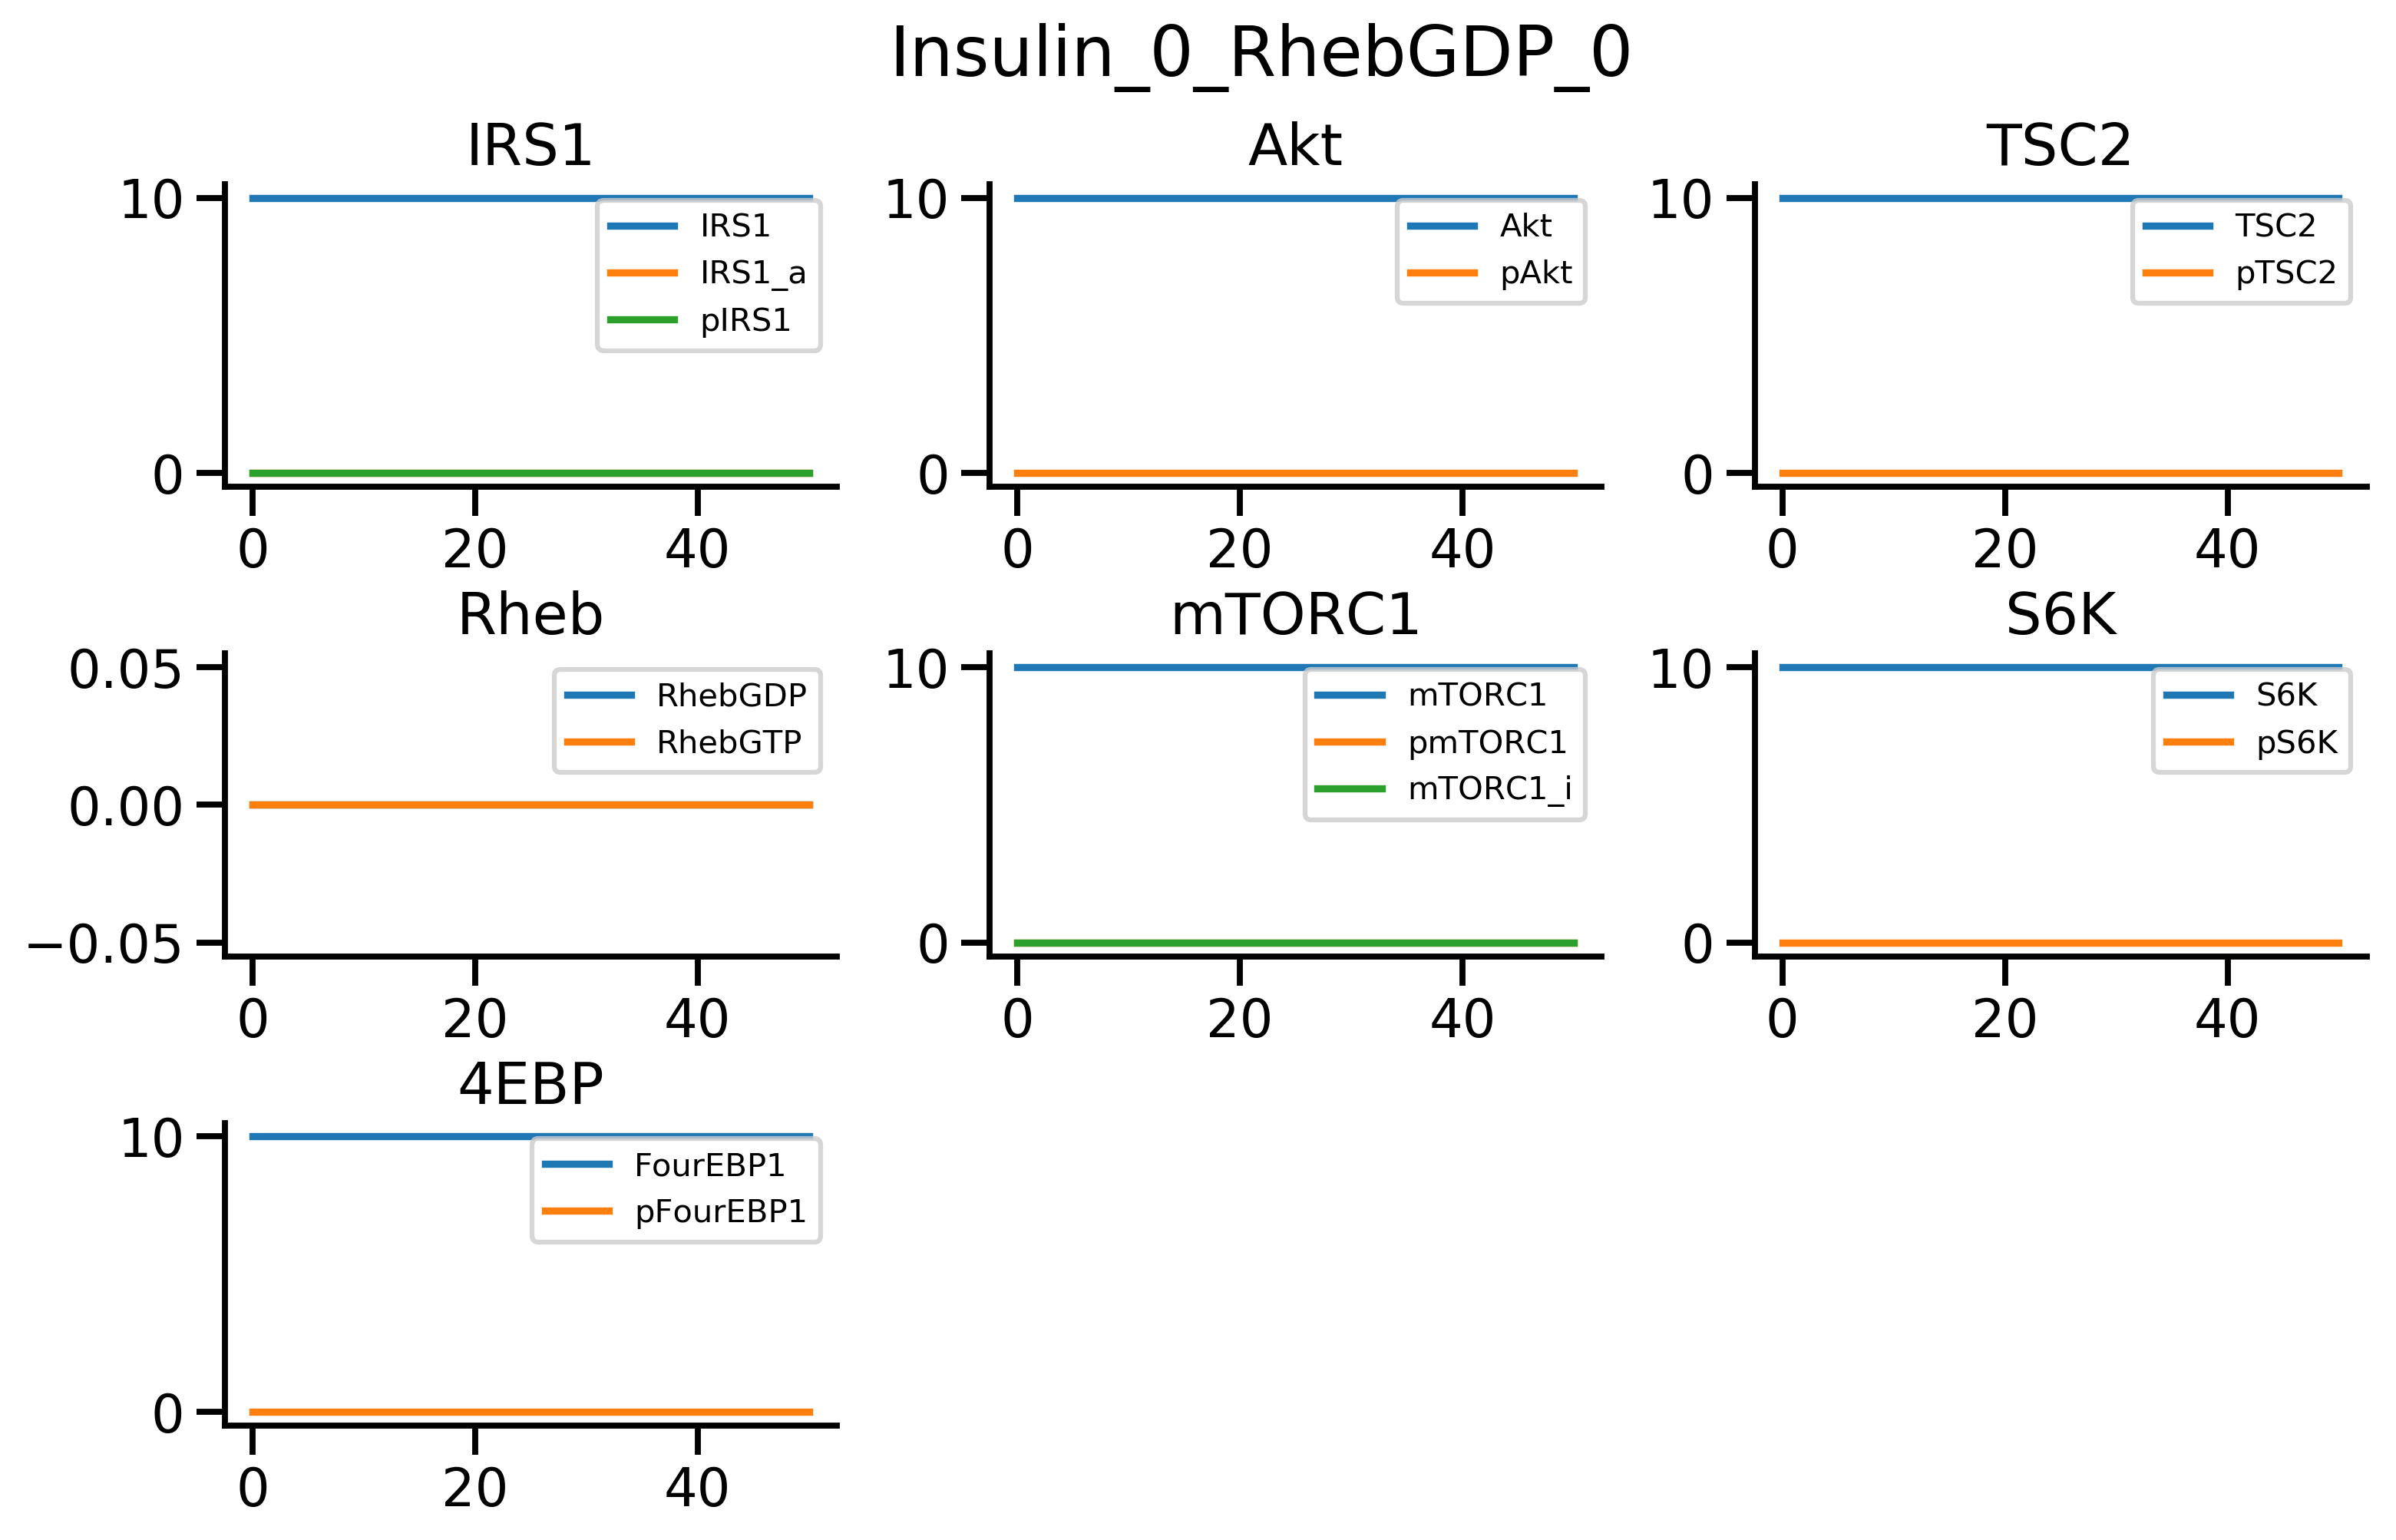 Insulin_0_RhebGDP_0
IRS1
10
0
0 20 40
IRS1
IRS1_a
pIRS1
Akt
10
0
0 20 40
Akt
pAkt
TSC2
10
0
0 20 40
TSC2
pTSC2
Rheb
0.05
0.00
−0.05
0 20 40
RhebGDP
RhebGTP
mTORC1
10
0
0 20 40
mTORC1
pmTORC1
mTORC1_i
S6K
10
0
0 20 40
S6K
pS6K
4EBP
10
0
0 20 40
FourEBP1
pFourEBP1